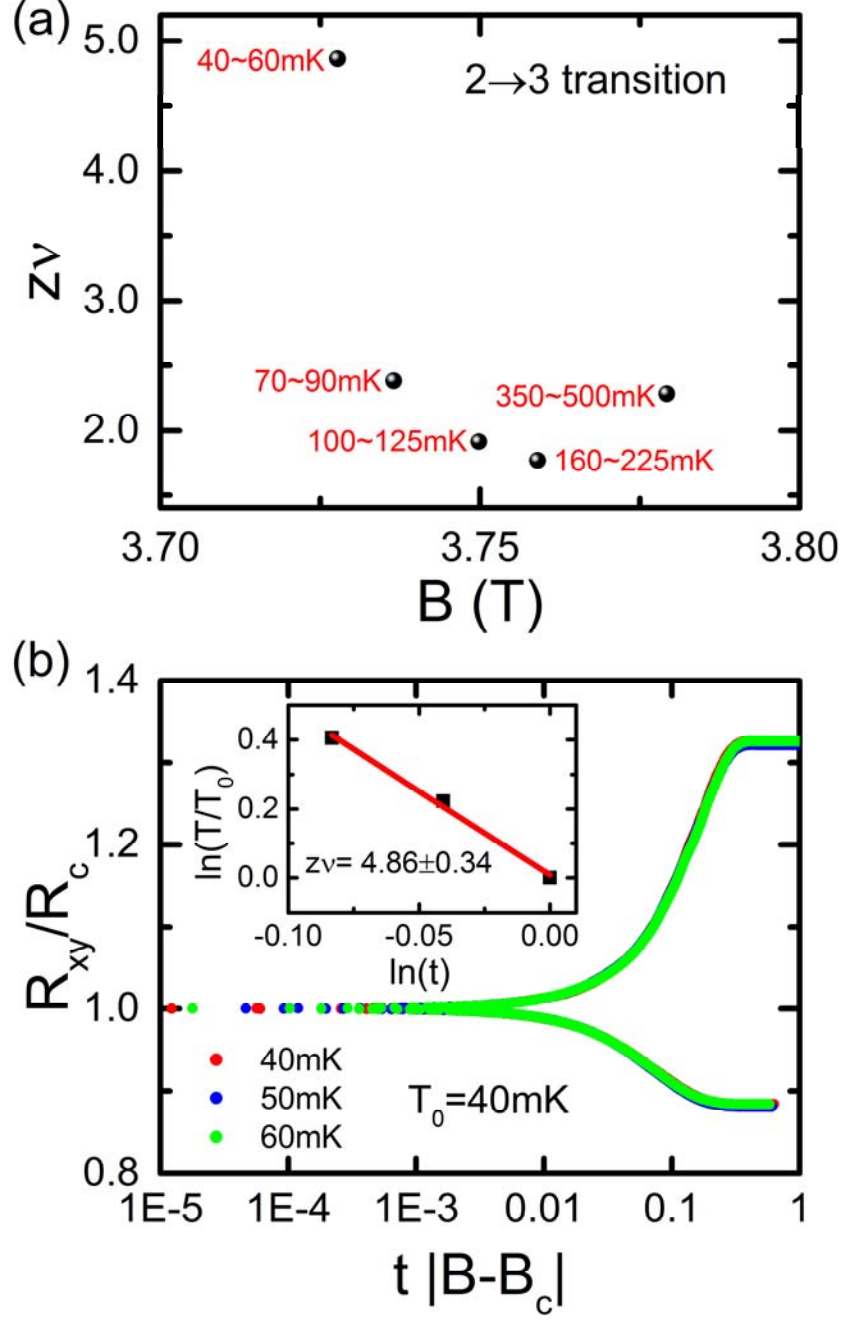 (a)
5.0
40~60mK
2→3 transition
4.0
zν
3.0
70~90mK
350~500mK
2.0
100~125mK
160~225mK
3.70
3.75
3.80
B (T)
(b)
1.4
0.4
ln(T/T0)
0.2
1.2
zν= 4.86±0.34
0.0
-0.10
-0.05
0.00
ln(t)
Rxy/Rc
1.0
40mK
50mK
T0=40mK
60mK
0.8
1E-5
1E-4
1E-3
0.01
0.1
1
t |B-Bc|